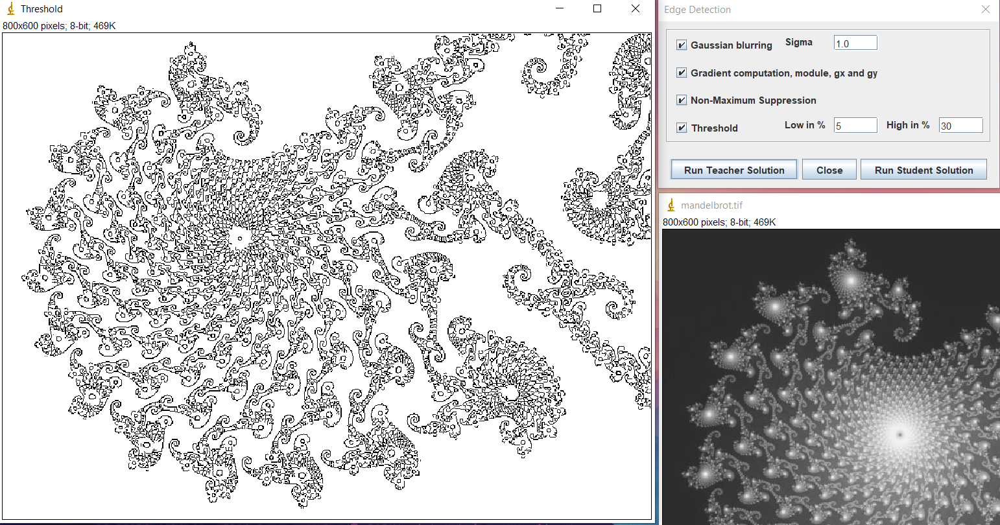 Threshold
800x600 pixels; 8-bit; 469K
Edge Detection
Gaussian blurring Sigma 1.0
Gradient computation, module, gx and gy
Non-Maximum Suppression
Threshold Low in % 5 High in % 30
Run Teacher Solution Close Run Student Solution
mandelbrot.tif
800x600 pixels; 8-bit; 469K